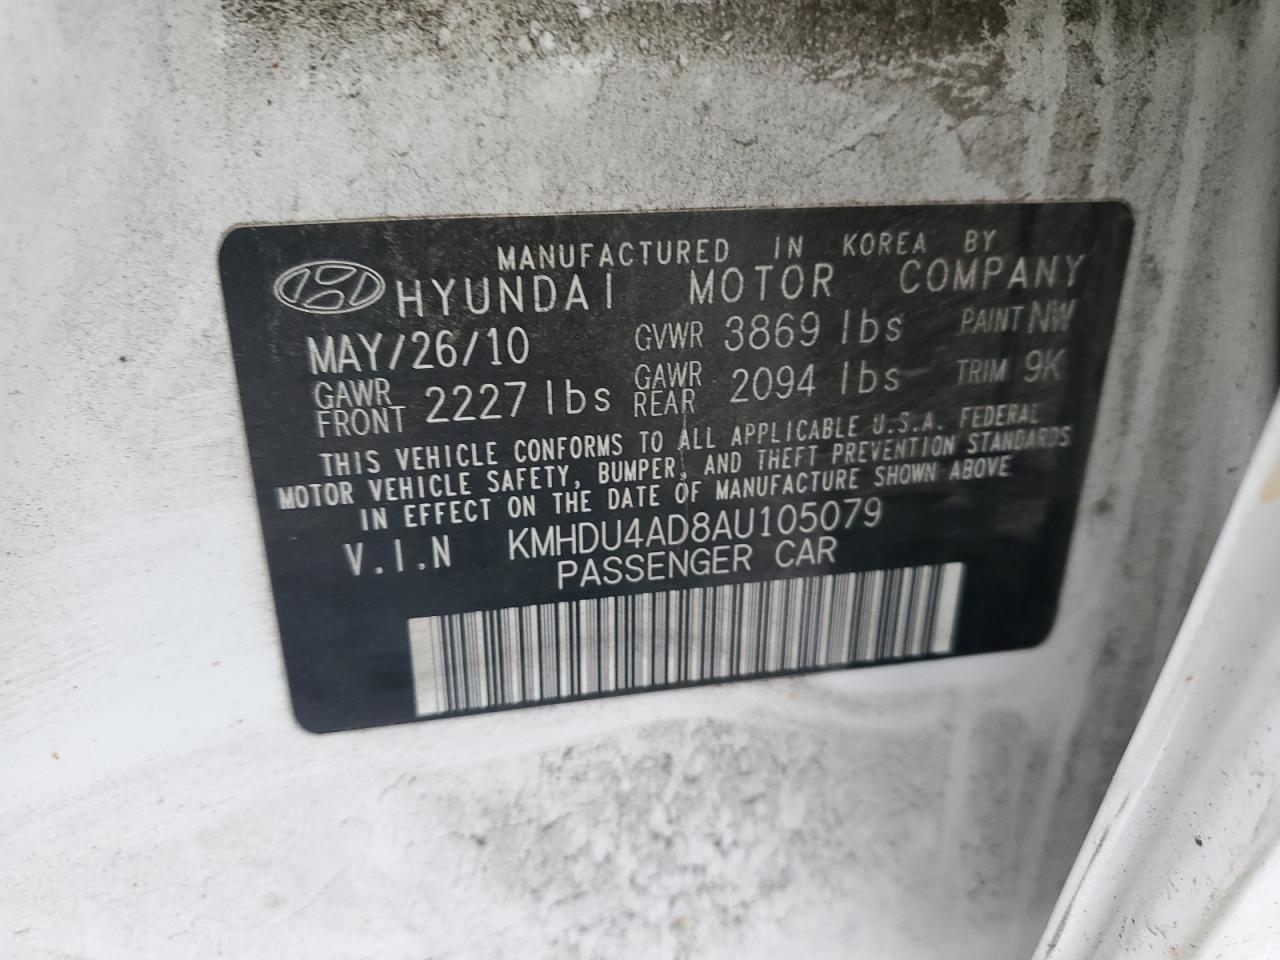 MANUFACTURED IN KOREA BY
HYUNDAI MOTOR COMPANY
MAY/26/10 GVWR 3869 lbs PAINT NW
GAWR FRONT 2227 lbs GAWR REAR 2094 lbs TRIM 9K
THIS VEHICLE CONFORMS TO ALL APPLICABLE U.S.A. FEDERAL
MOTOR VEHICLE SAFETY, BUMPER, AND THEFT PREVENTION STANDARDS
IN EFFECT ON THE DATE OF MANUFACTURE SHOWN ABOVE
V.I.N KMHDU4AD8AU105079
PASSENGER CAR